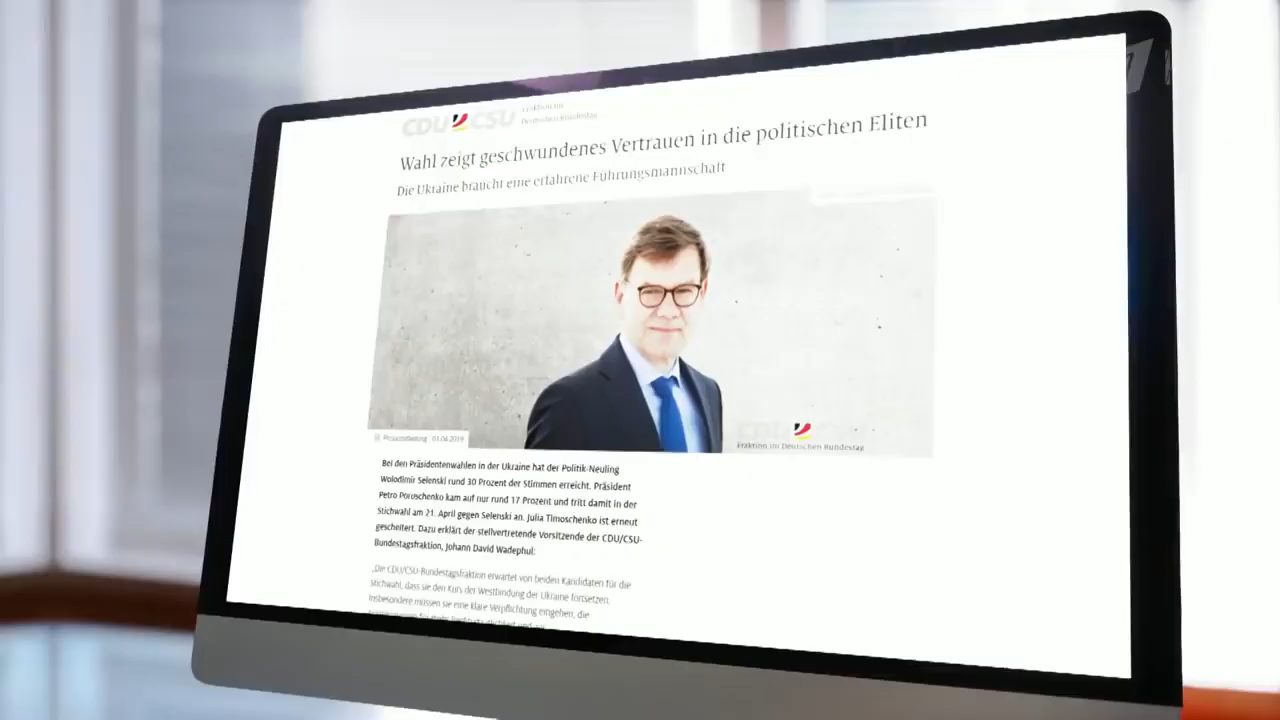 CDU CSU
Fraktion im
Deutschen Bundestag
Wahl zeigt geschwundenes Vertrauen in die politischen Eliten
Die Ukraine braucht eine erfahrene Führungsmannschaft
Fraktion im Deutschen Bundestag
Pressemitteilung 01.04.2019
Bei den Präsidentenwahlen in der Ukraine hat der Politik-Neuling
Wolodimir Selenski rund 30 Prozent der Stimmen erreicht. Präsident
Petro Poroschenko kam auf nur rund 17 Prozent und tritt damit in der
Stichwahl am 21. April gegen Selenski an. Julia Timoschenko ist erneut
gescheitert. Dazu erklärt der stellvertretende Vorsitzende der CDU/CSU-
Bundestagsfraktion, Johann David Wadephul:
„Die CDU/CSU-Bundestagsfraktion erwartet von beiden Kandidaten für die
Stichwahl, dass sie den Kurs der Westbindung der Ukraine fortsetzen.
Insbesondere müssen sie eine klare Verpflichtung eingehen, die